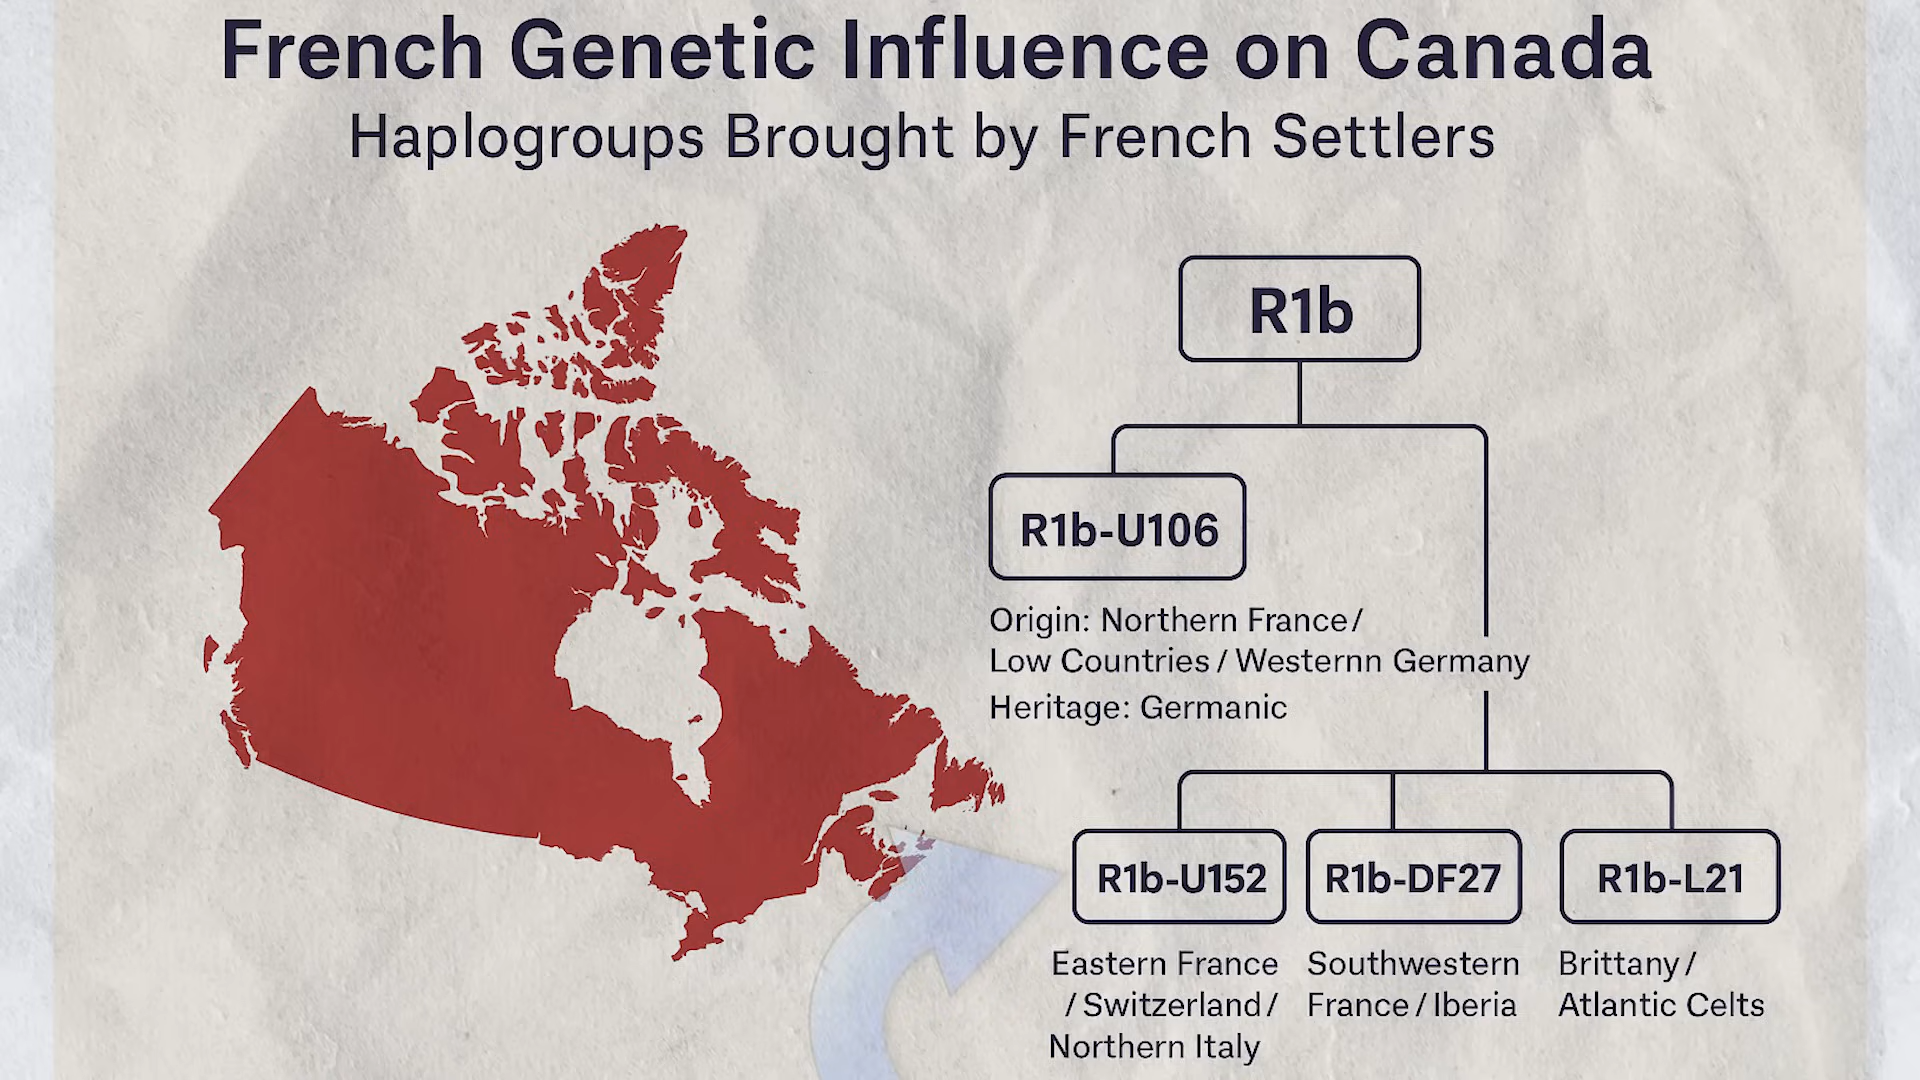 French Genetic Influence on Canada
Haplogroups Brought by French Settlers
R1b
R1b-U106
Origin: Northern France/
Low Countries / Westernn Germany
Heritage: Germanic
R1b-U152
R1b-DF27
R1b-L21
Eastern France
/ Switzerland /
Northern Italy
Southwestern
France / Iberia
Brittany /
Atlantic Celts